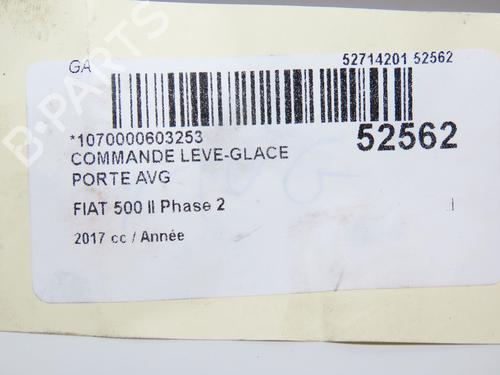 GA 52714201 52562
*1070000603253 52562
COMMANDE LEVE-GLACE
PORTE AVG
FIAT 500 II Phase 2
2017 cc / Année
B-PARTS